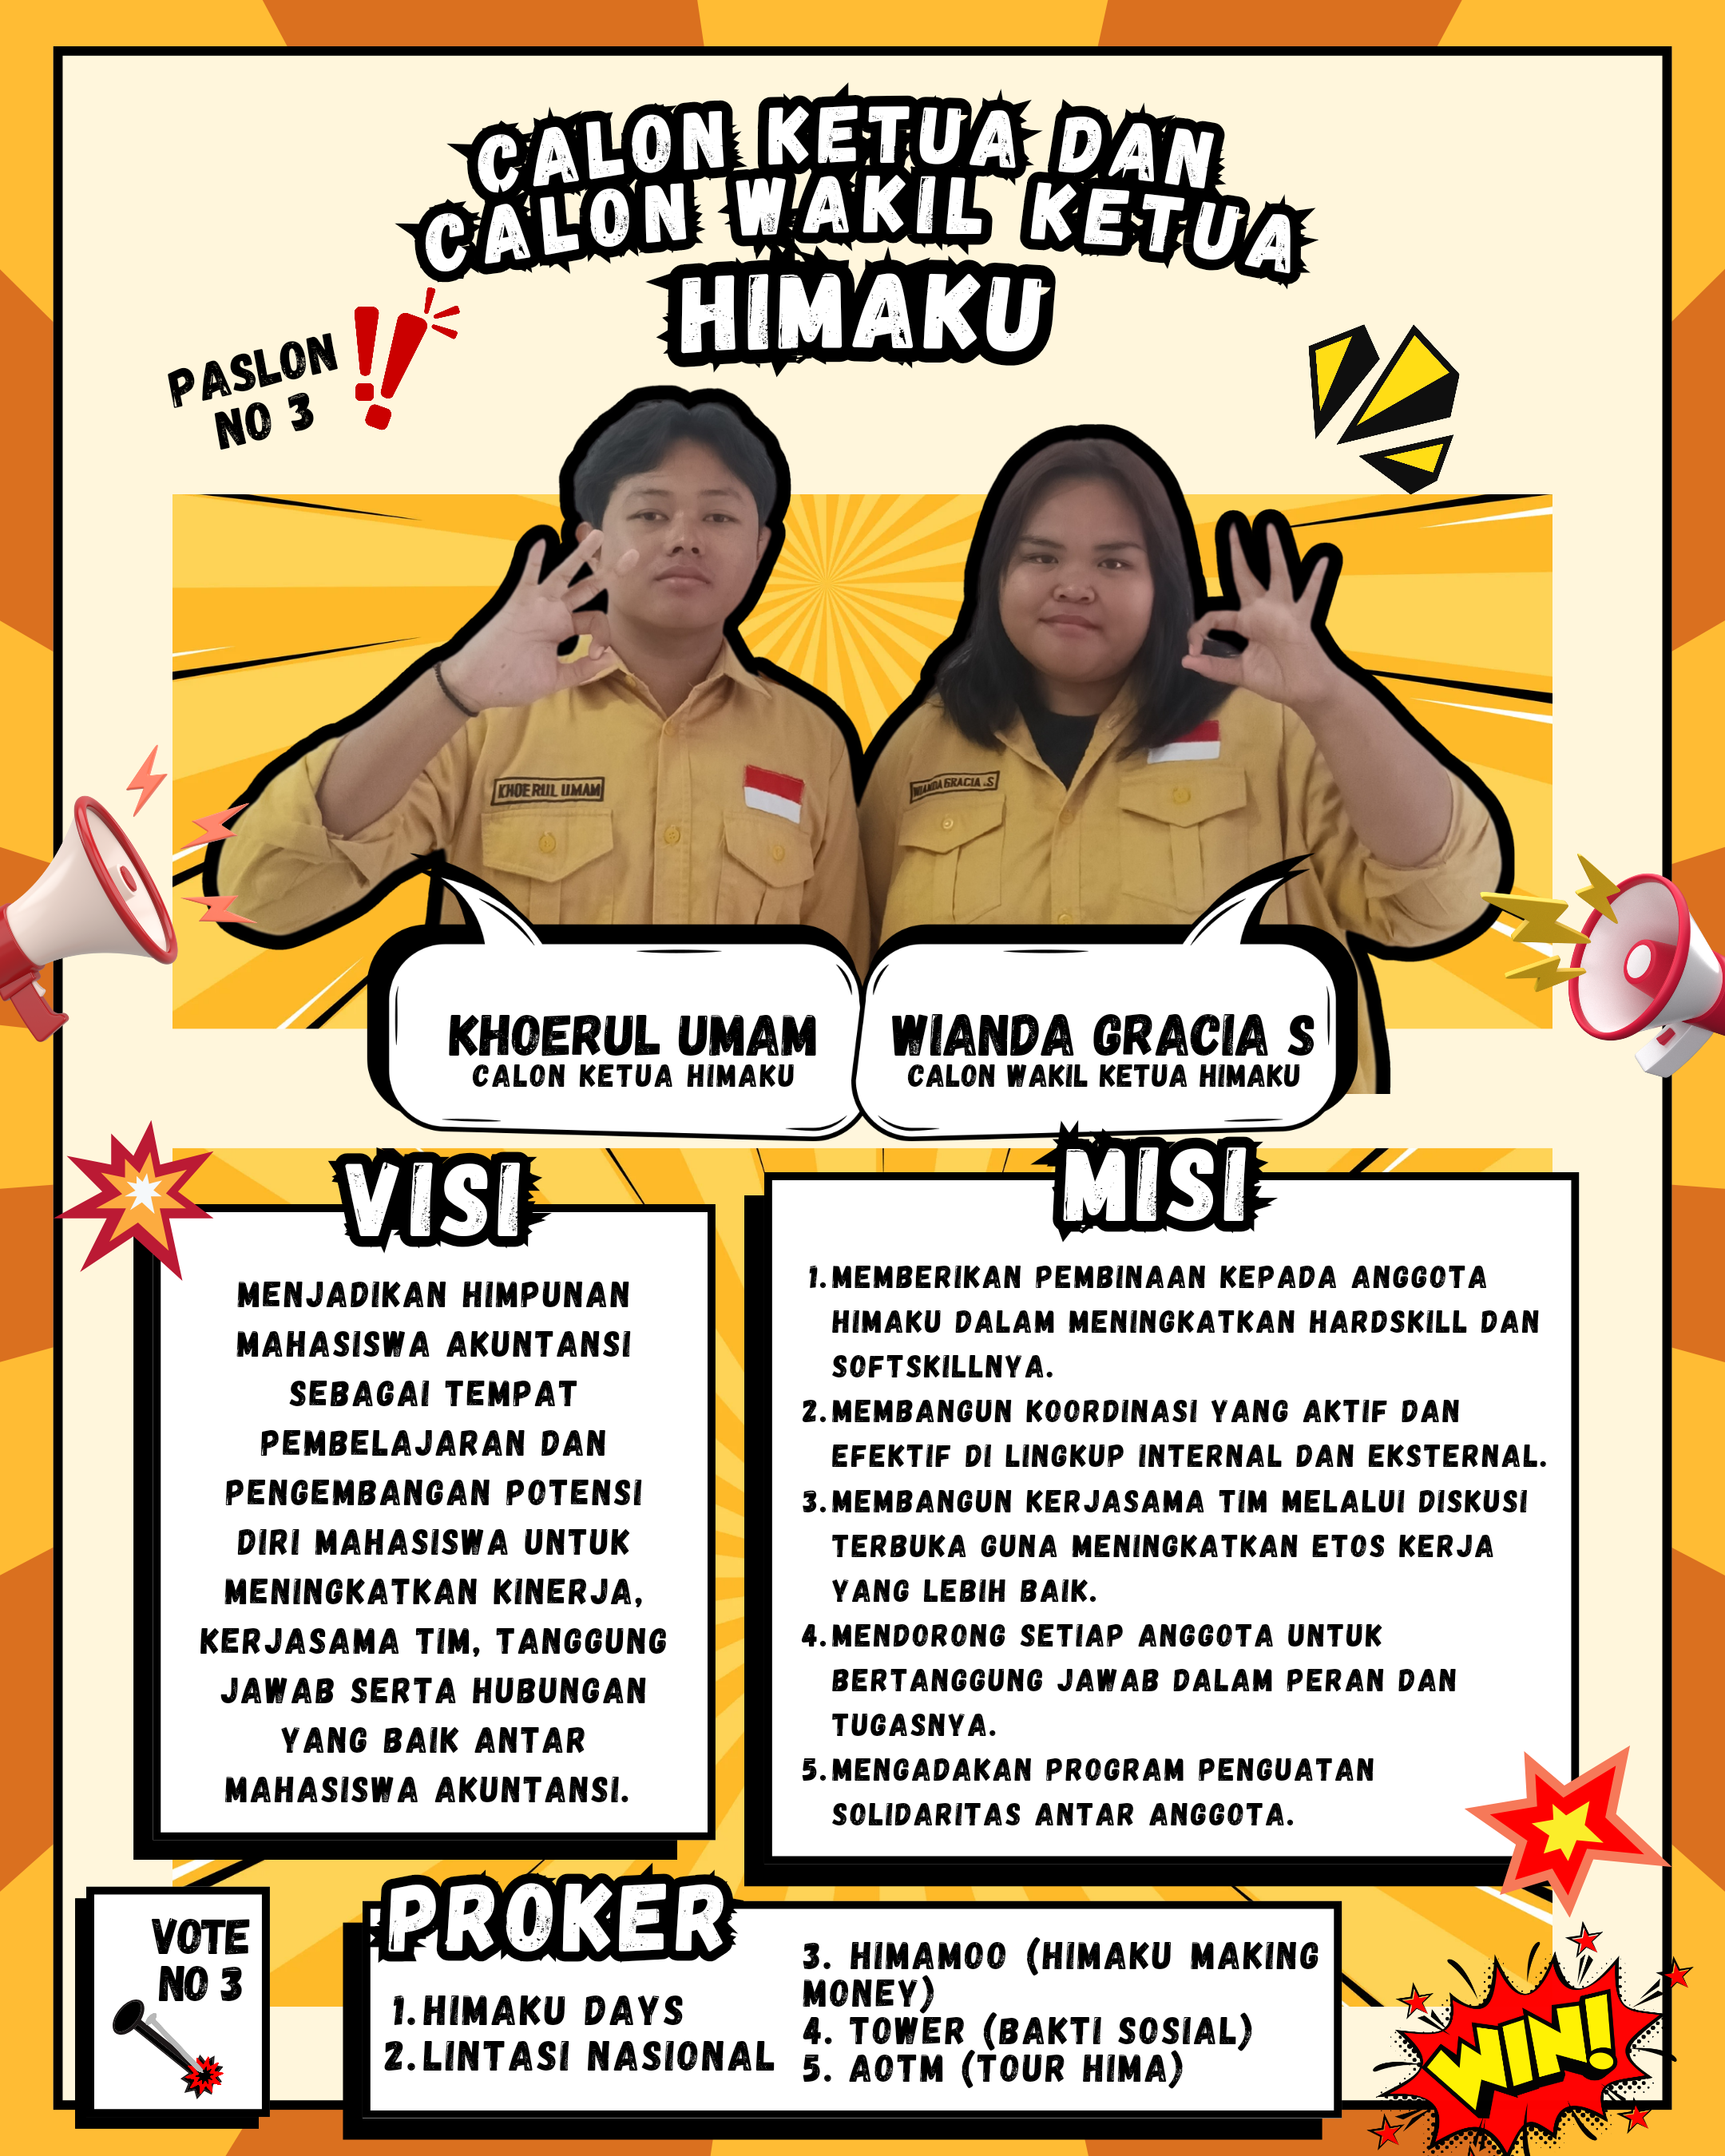 CALON KETUA DAN
CALON WAKIL KETUA
HIMAKU
PASLON
NO 3
KHOERUL UMAM
WIANDA GRACIA .S
KHOERUL UMAM
CALON KETUA HIMAKU
WIANDA GRACIA S
CALON WAKIL KETUA HIMAKU
VISI
MENJADIKAN HIMPUNAN
MAHASISWA AKUNTANSI
SEBAGAI TEMPAT
PEMBELAJARAN DAN
PENGEMBANGAN POTENSI
DIRI MAHASISWA UNTUK
MENINGKATKAN KINERJA,
KERJASAMA TIM, TANGGUNG
JAWAB SERTA HUBUNGAN
YANG BAIK ANTAR
MAHASISWA AKUNTANSI.
MISI
1. MEMBERIKAN PEMBINAAN KEPADA ANGGOTA
HIMAKU DALAM MENINGKATKAN HARDSKILL DAN
SOFTSKILLNYA.
2. MEMBANGUN KOORDINASI YANG AKTIF DAN
EFEKTIF DI LINGKUP INTERNAL DAN EKSTERNAL.
3. MEMBANGUN KERJASAMA TIM MELALUI DISKUSI
TERBUKA GUNA MENINGKATKAN ETOS KERJA
YANG LEBIH BAIK.
4. MENDORONG SETIAP ANGGOTA UNTUK
BERTANGGUNG JAWAB DALAM PERAN DAN
TUGASNYA.
5. MENGADAKAN PROGRAM PENGUATAN
SOLIDARITAS ANTAR ANGGOTA.
VOTE
NO 3
PROKER
1. HIMAKU DAYS
2. LINTASI NASIONAL
3. HIMAMOO (HIMAKU MAKING
MONEY)
4. TOWER (BAKTI SOSIAL)
5. AOTM (TOUR HIMA)
WIN!